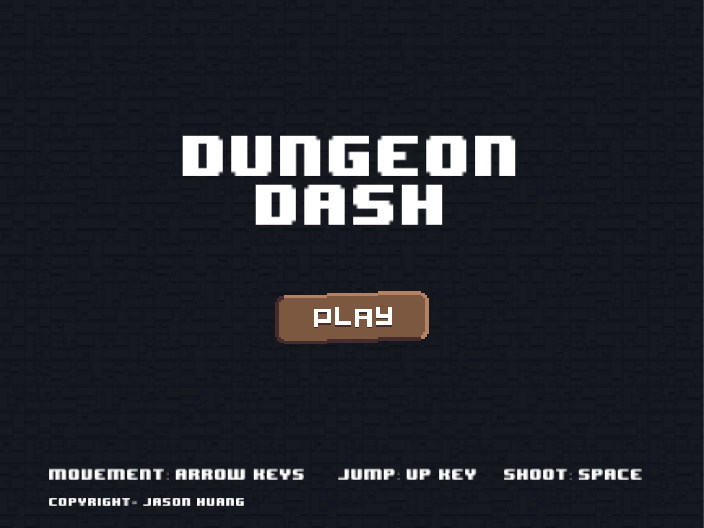 DUNGEON
DASH
PLAY
MOVEMENT: ARROW KEYS JUMP: UP KEY SHOOT: SPACE
COPYRIGHT- JASON HUANG